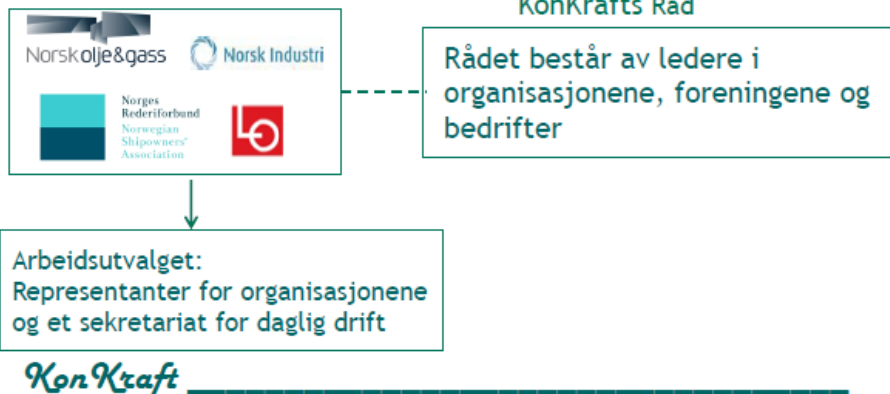 KonKrafts Råd
Norskolje&gass
Norsk Industri
Norges
Rederiforbund
Norwegian
Shipowners'
Association
LO
Rådet består av ledere i
organisasjonene, foreningene og
bedrifter
Arbeidsutvalget:
Representanter for organisasjonene
og et sekretariat for daglig drift
KonKraft